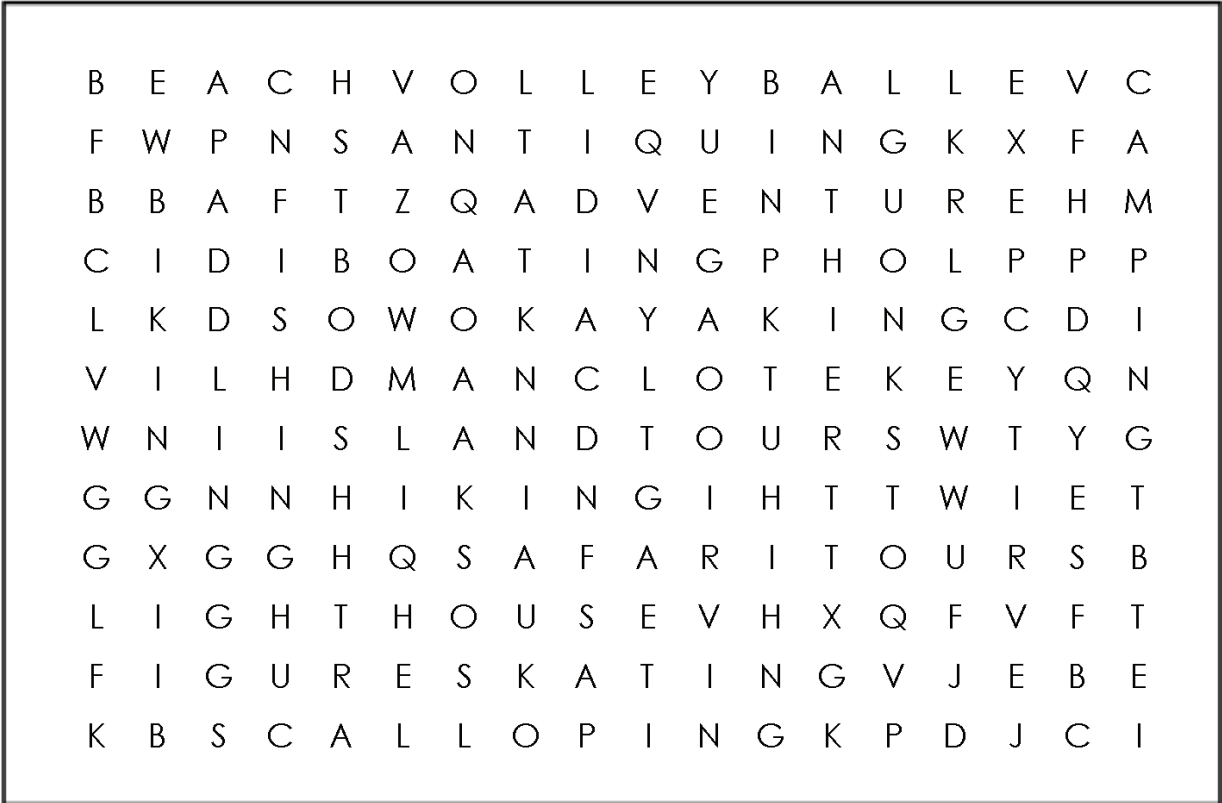 B E A C H V O L L E Y B A L L E V C
F W P N S A N T I Q U I N G K X F A
B B A F T Z Q A D V E N T U R E H M
C I D I B O A T I N G P H O L P P P
L K D S O W O K A Y A K I N G C D I
V I L H D M A N C L O T E K E Y Q N
W N I I S L A N D T O U R S W T Y G
G G N N H I K I N G I H T T W I E T
G X G G H Q S A F A R I T O U R S B
L I G H T H O U S E V H X Q F V F T
F I G U R E S K A T I N G V J E B E
K B S C A L L O P I N G K P D J C I